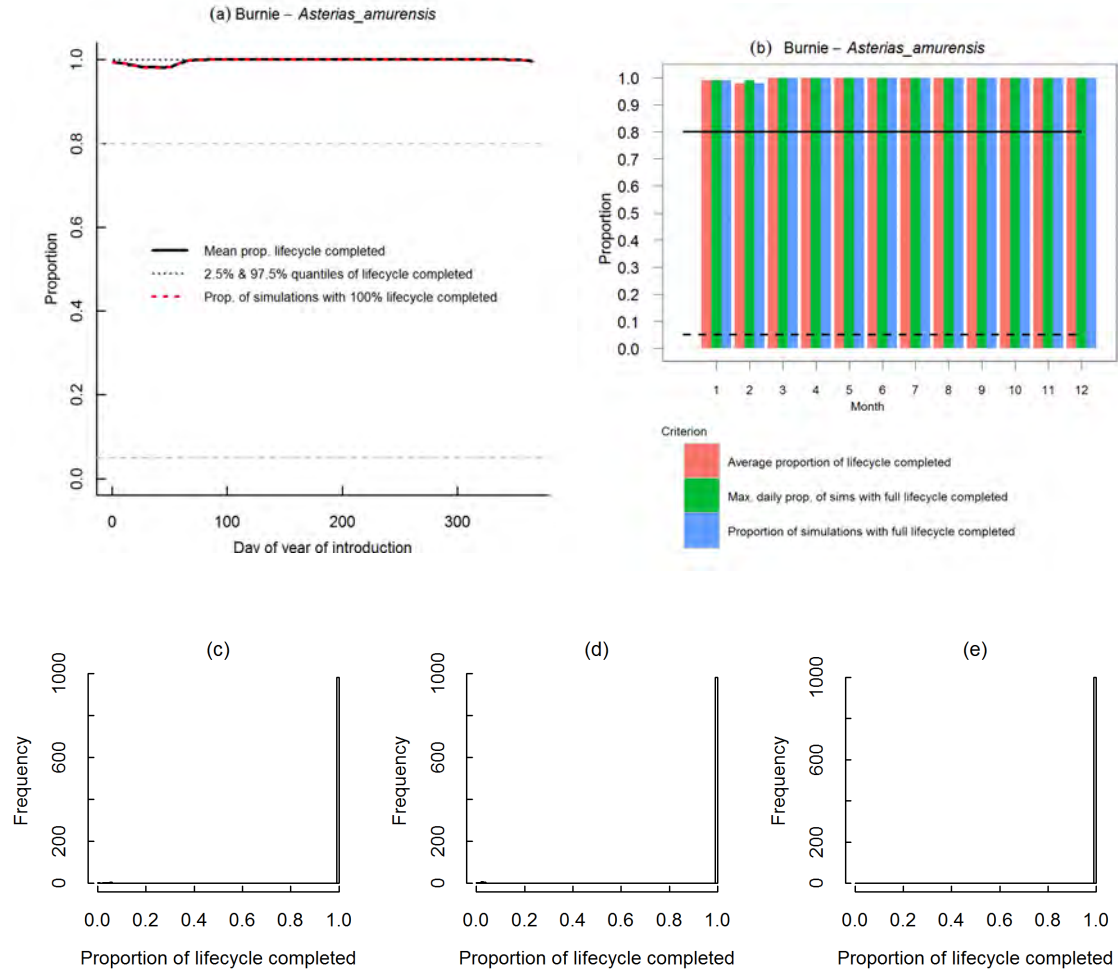 (a) Burnie – Asterias_amurensis
Proportion
0.0 0.2 0.4 0.6 0.8 1.0
Mean prop. lifecycle completed
2.5% & 97.5% quantiles of lifecycle completed
Prop. of simulations with 100% lifecycle completed
0 100 200 300
Day of year of introduction
(b) Burnie – Asterias_amurensis
Proportion
1.0
0.9
0.8
0.7
0.6
0.5
0.4
0.3
0.2
0.1
0.0
1 2 3 4 5 6 7 8 9 10 11 12
Month
Criterion
Average proportion of lifecycle completed
Max. daily prop. of sims with full lifecycle completed
Proportion of simulations with full lifecycle completed
(c)
Frequency
0 200 600 1000
0.0 0.2 0.4 0.6 0.8 1.0
Proportion of lifecycle completed
(d)
Frequency
0 200 600 1000
0.0 0.2 0.4 0.6 0.8 1.0
Proportion of lifecycle completed
(e)
Frequency
0 200 600 1000
0.0 0.2 0.4 0.6 0.8 1.0
Proportion of lifecycle completed